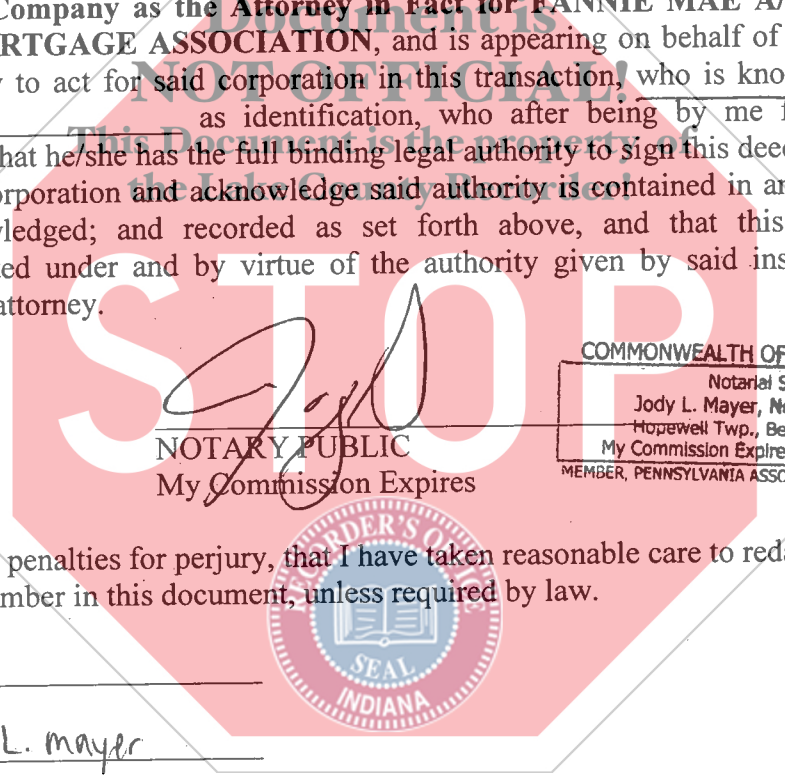 Company as the Attorney in Fact for FANNIE MAE A/
Document is
RTGAGE ASSOCIATION, and is appearing on behalf of
NOT OFFICIAL!
y to act for said corporation in this transaction, who is kno
as identification, who after being by me f
This Document is the property of
hat he/she has the full binding legal authority to sign this deed
the Lake County Recorder!
rporation and acknowledge said authority is contained in an
ledged; and recorded as set forth above, and that this
ed under and by virtue of the authority given by said ins
attorney.
STOP
COMMONWEALTH OF
Notarial S
Jody L. Mayer, No
Hopewell Twp., Be
My Commission Expire
MEMBER, PENNSYLVANIA ASSO
NOTARY PUBLIC
My Commission Expires
penalties for perjury, that I have taken reasonable care to reda
mber in this document, unless required by law.
RECORDER'S OFFICE
SEAL
INDIANA
L. Mayer